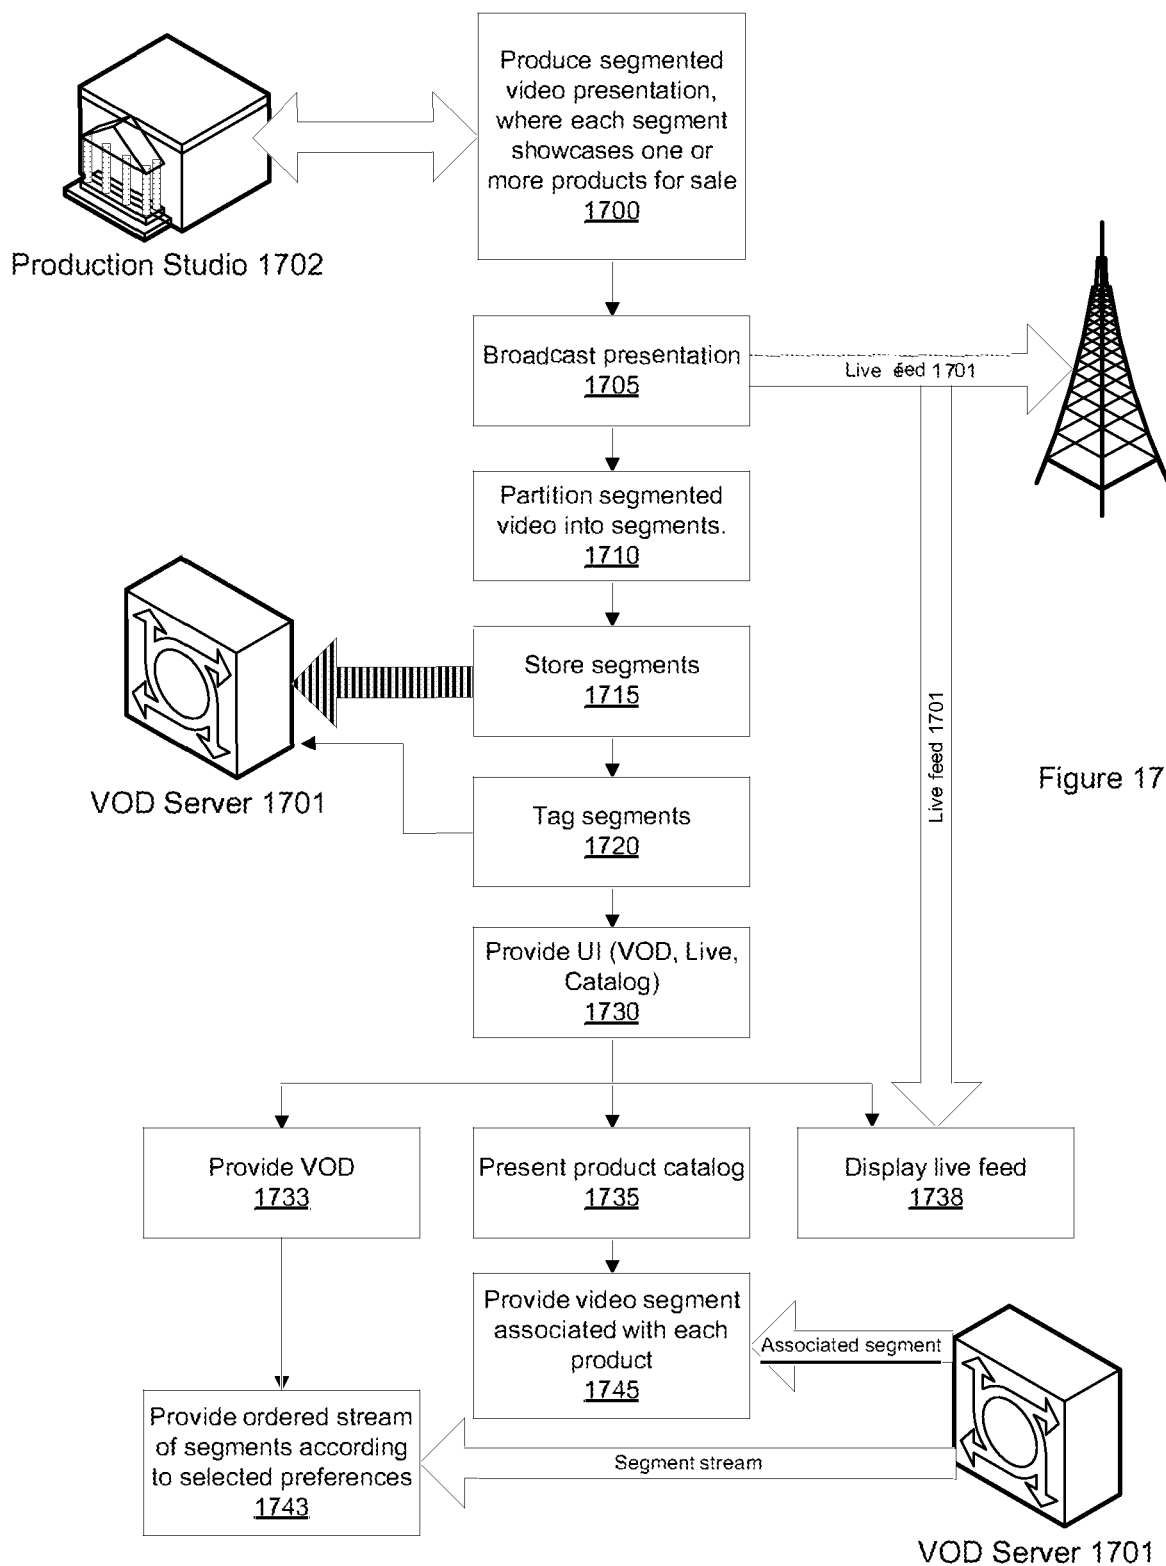 Produce segmented
video presentation,
where each segment
showcases one or
more products for sale
1700
Production Studio 1702
Broadcast presentation
1705
Live feed 1701
Partition segmented
video into segments.
1710
Store segments
1715
VOD Server 1701
Live feed 1701
Figure 17
Tag segments
1720
Provide UI (VOD, Live,
Catalog)
1730
Provide VOD
1733
Present product catalog
1735
Display live feed
1738
Provide video segment
associated with each
product
1745
Associated segment
Provide ordered stream
of segments according
to selected preferences
1743
Segment stream
VOD Server 1701